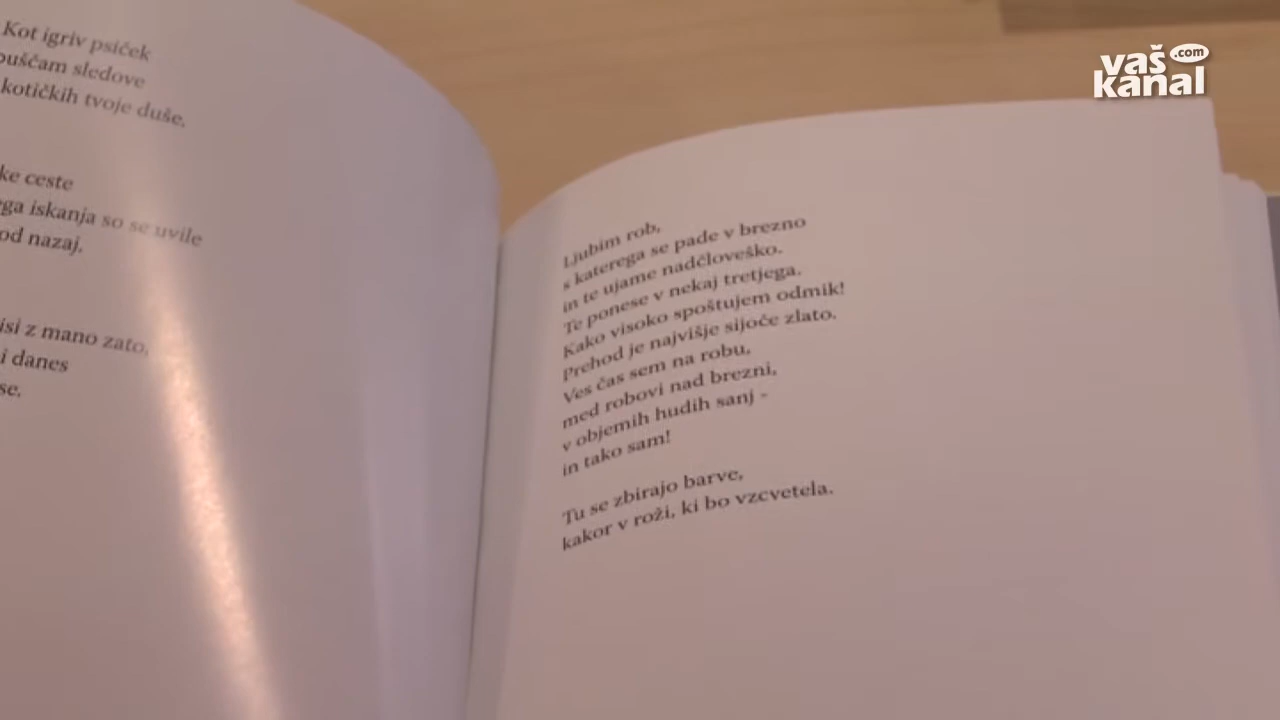 Kot igriv psiček
puščam sledove
kotičkih tvoje duše.
ke ceste
ega iskanja so se uvile
od nazaj.
isi z mano zato,
i danes
se.
Ljubim rob,
s katerega se pade v brezno
in te ujame nadčloveško.
Te ponese v nekaj tretjega.
Kako visoko spoštujem odmik!
Prehod je najvišje sijoče zlato.
Ves čas sem na robu,
med robovi nad brezni,
v objemih hudih sanj -
in tako sam!
Tu se zbirajo barve,
kakor v roži, ki bo vzcvetela.
vaš kanal .com